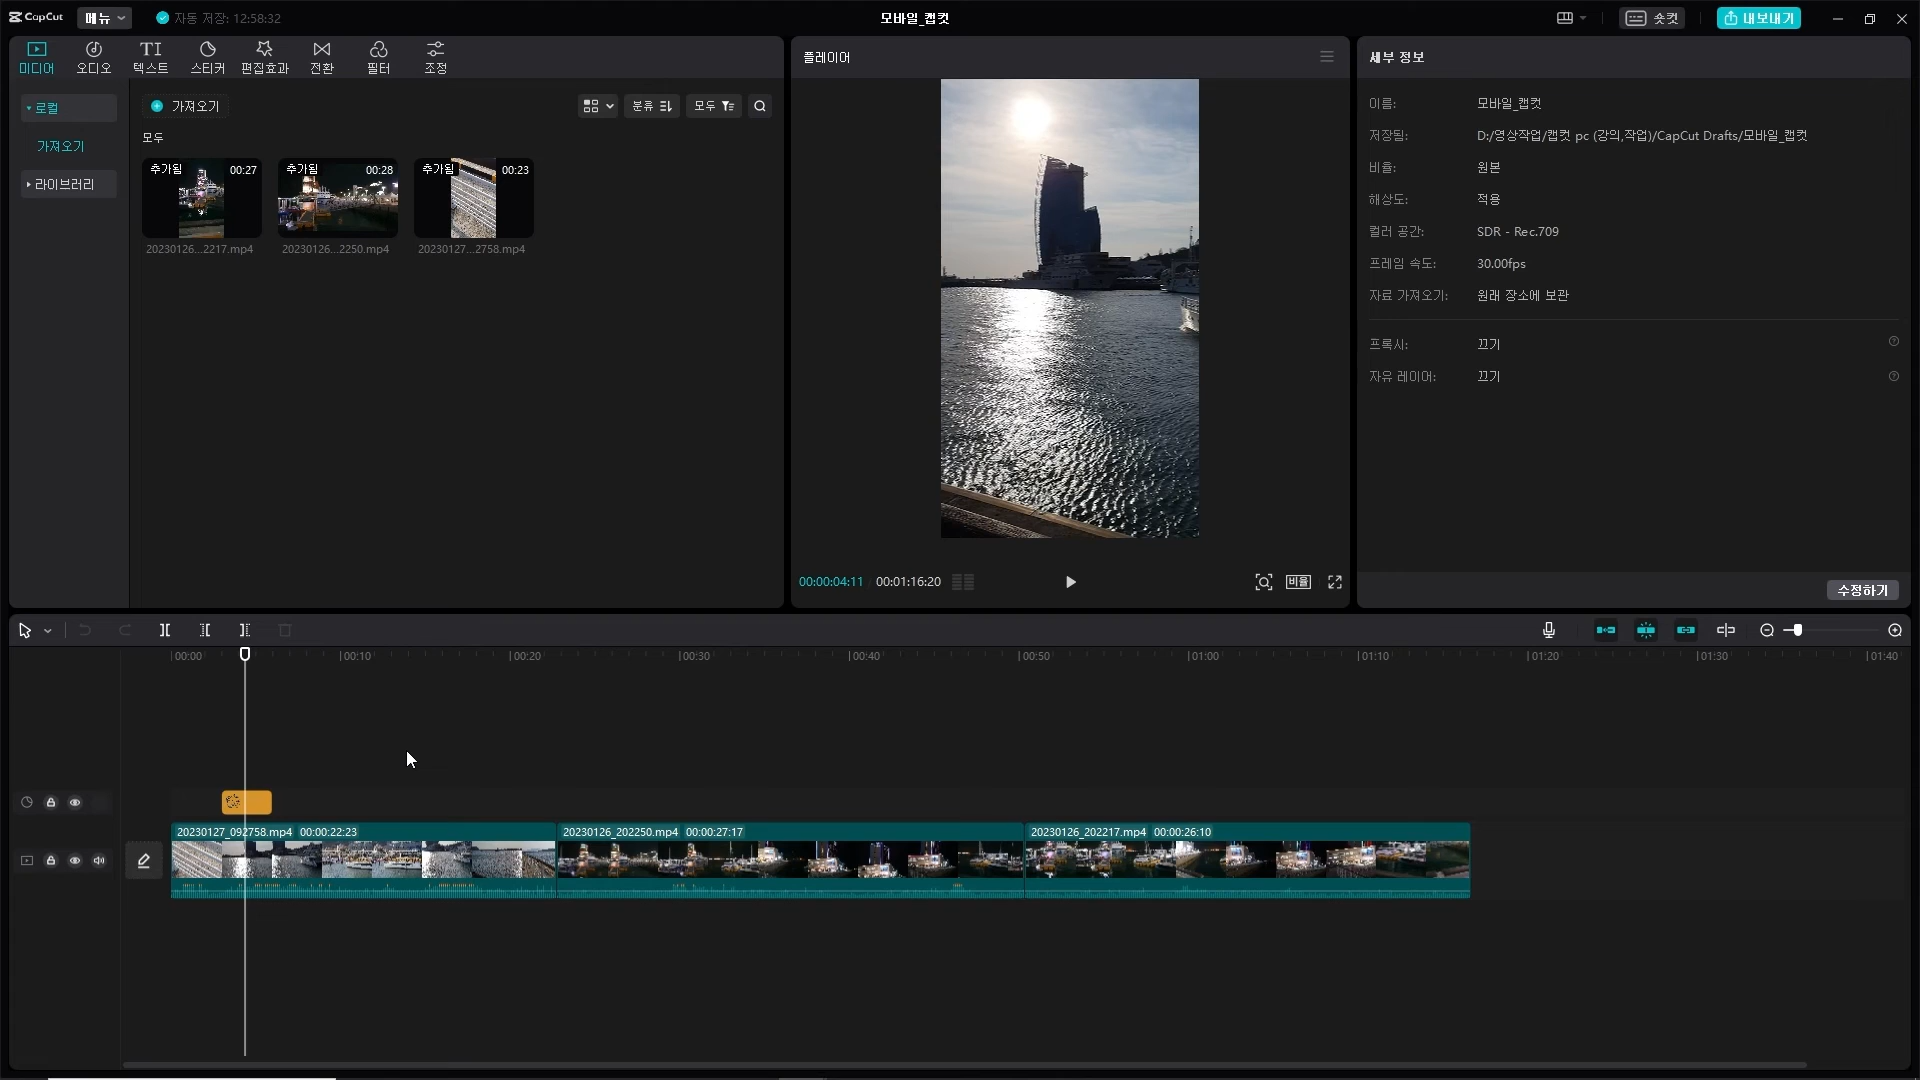 CapCut 메뉴 자동 저장: 12:58:32 모바일_캡컷 숏컷 내보내기
미디어 오디오 텍스트 스티커 편집효과 전환 필터 조정
로컬
가져오기
라이브러리
가져오기 분류 모두
모두
추가됨 00:27 추가됨 00:28 추가됨 00:23
20230126...2217.mp4 20230126...2250.mp4 20230127...2758.mp4
플레이어
00:00:04:11 00:01:16:20 비율
세부 정보
이름: 모바일_캡컷
저장됨: D:/영상작업/캡컷 pc (강의,작업)/CapCut Drafts/모바일_캡컷
비율: 원본
해상도: 적용
컬러 공간: SDR - Rec.709
프레임 속도: 30.00fps
자료 가져오기: 원래 장소에 보관
프록시: 끄기
자유 레이어: 끄기
수정하기
00:00 00:10 00:20 00:30 00:40 00:50 01:00 01:10 01:20 01:30 01:40
20230127_092758.mp4 00:00:22:23 20230126_202250.mp4 00:00:27:17 20230126_202217.mp4 00:00:26:10